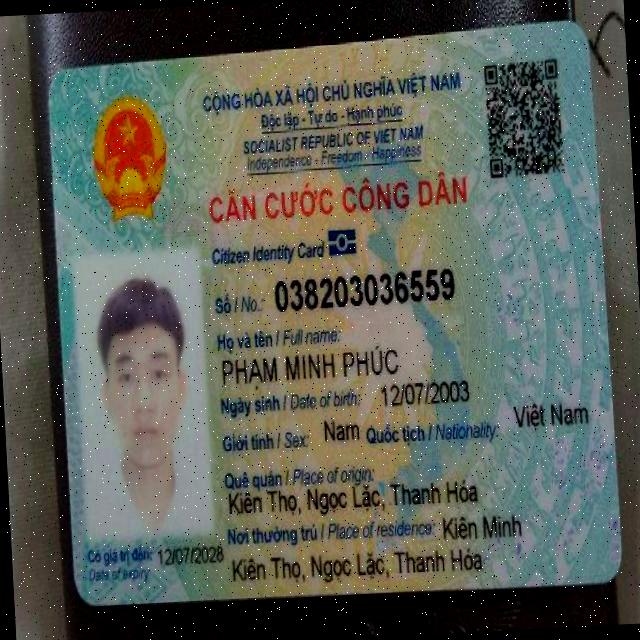 CỘNG HÒA XÃ HỘI CHỦ NGHĨA VIỆT NAM
Độc lập - Tự do - Hạnh phúc
SOCIALIST REPUBLIC OF VIET NAM
Independence - Freedom - Happiness
CĂN CƯỚC CÔNG DÂN
Citizen Identity Card
Số / No.: 038203036559
Họ và tên / Full name:
PHẠM MINH PHÚC
Ngày sinh / Date of birth: 12/07/2003
Giới tính / Sex: Nam Quốc tịch / Nationality: Việt Nam
Quê quán / Place of origin:
Kiên Thọ, Ngọc Lặc, Thanh Hóa
Nơi thường trú / Place of residence: Kiên Minh
Kiên Thọ, Ngọc Lặc, Thanh Hóa
Có giá trị đến: 12/07/2028
Date of expiry